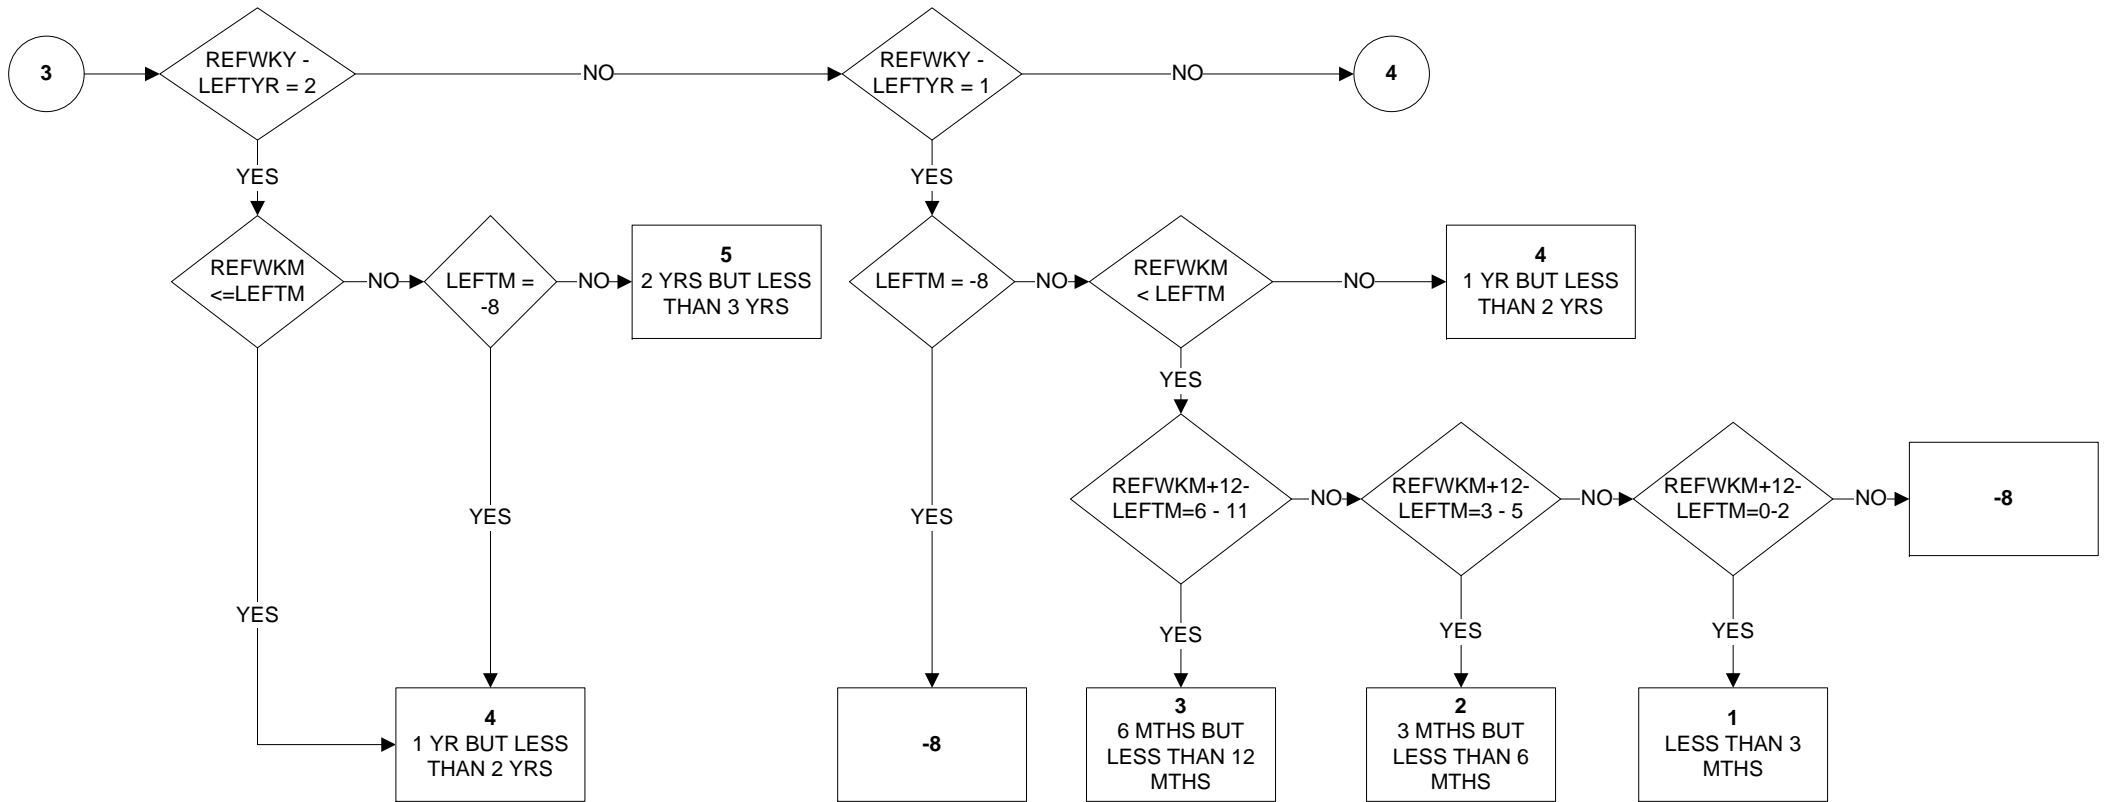 3
REFWKY -
LEFTYR = 2
NO
REFWKY -
LEFTYR = 1
NO
4
YES
YES
REFWKM
<=LEFTM
NO
LEFTM =
-8
NO
5
2 YRS BUT LESS
THAN 3 YRS
LEFTM = -8
NO
REFWKM
< LEFTM
NO
4
1 YR BUT LESS
THAN 2 YRS
YES
REFWKM+12-
LEFTM=6 - 11
NO
REFWKM+12-
LEFTM=3 - 5
NO
REFWKM+12-
LEFTM=0-2
NO
-8
YES
YES
YES
YES
YES
YES
4
1 YR BUT LESS
THAN 2 YRS
-8
3
6 MTHS BUT
LESS THAN 12
MTHS
2
3 MTHS BUT
LESS THAN 6
MTHS
1
LESS THAN 3
MTHS